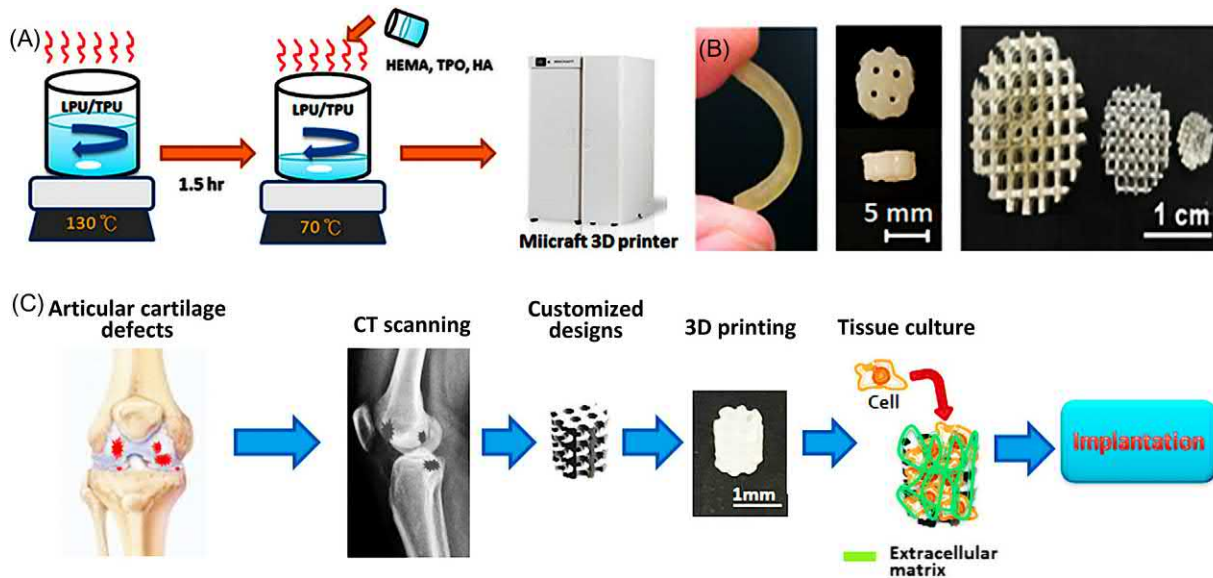 (A)
LPU/TPU
130℃
1.5 hr
HEMA, TPO, HA
LPU/TPU
70℃
MIICRAFT
Miicraft 3D printer
(B)
5 mm
1 cm
(C)
Articular cartilage
defects
CT scanning
Customized
designs
3D printing
1mm
Tissue culture
Cell
Extracellular
matrix
Implantation